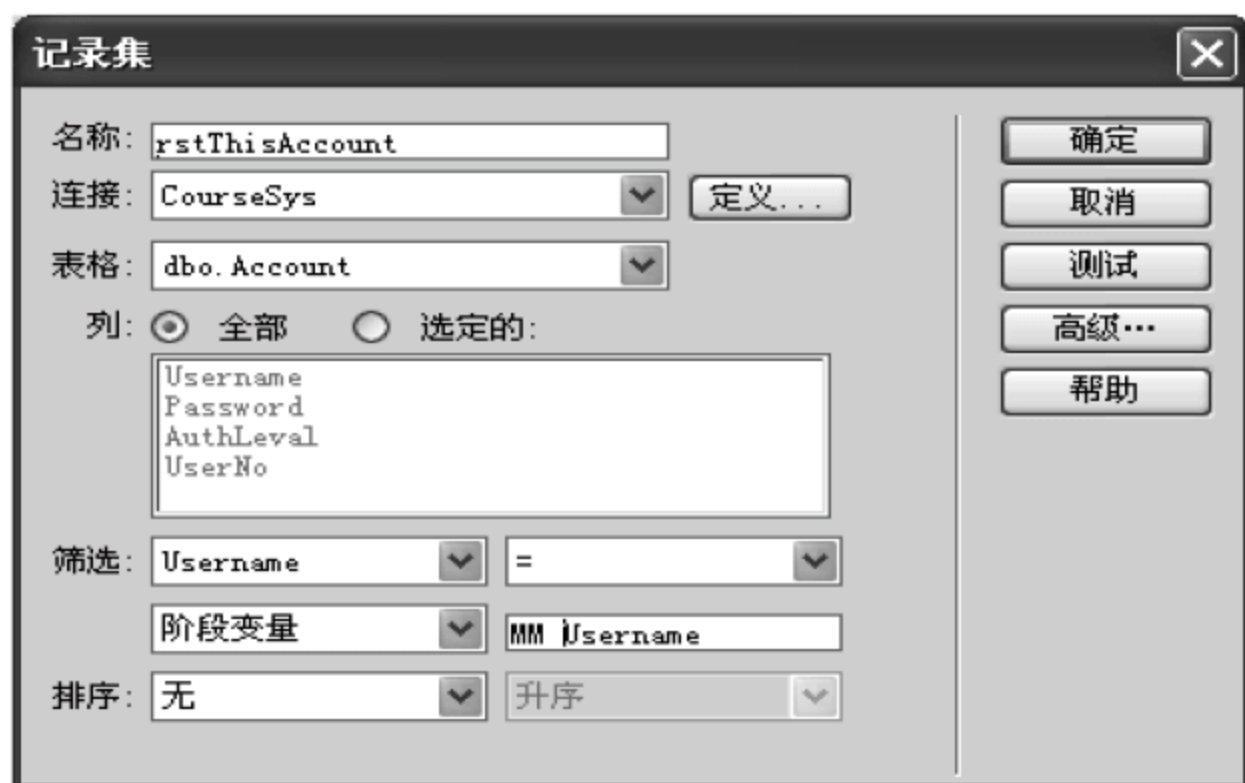 记录集
名称: rstThisAccount
连接: CourseSys 定义...
表格: dbo.Account
列: 全部 选定的:
Username
Password
AuthLeval
UserNo
筛选: Username =
阶段变量 MM_Username
排序: 无 升序
确定
取消
测试
高级…
帮助